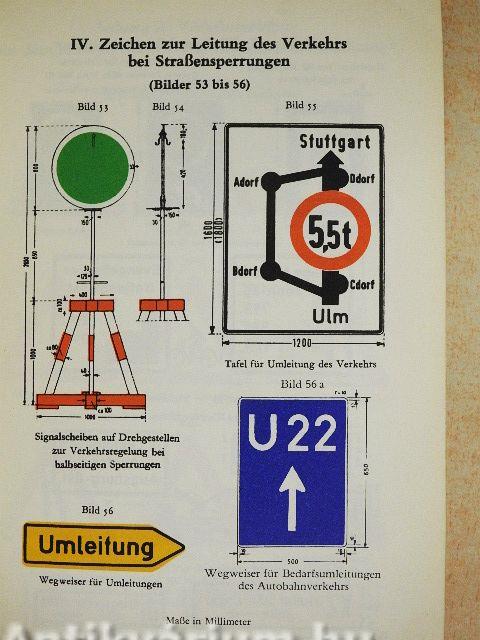 IV. Zeichen zur Leitung des Verkehrs
bei Straßensperrungen
(Bilder 53 bis 56)
Bild 53
Bild 54
Bild 55
Stuttgart
Adorf
Ddorf
5,5t
Bdorf
Cdorf
Ulm
1600
(1800)
1200
Tafel für Umleitung des Verkehrs
1000
Signalscheiben auf Drehgestellen
zur Verkehrsregelung bei
halbseitigen Sperrungen
Bild 56 a
U 22
650
500
Wegweiser für Bedarfsumleitungen
des Autobahnverkehrs
Bild 56
Umleitung
Wegweiser für Umleitungen
Maße in Millimeter